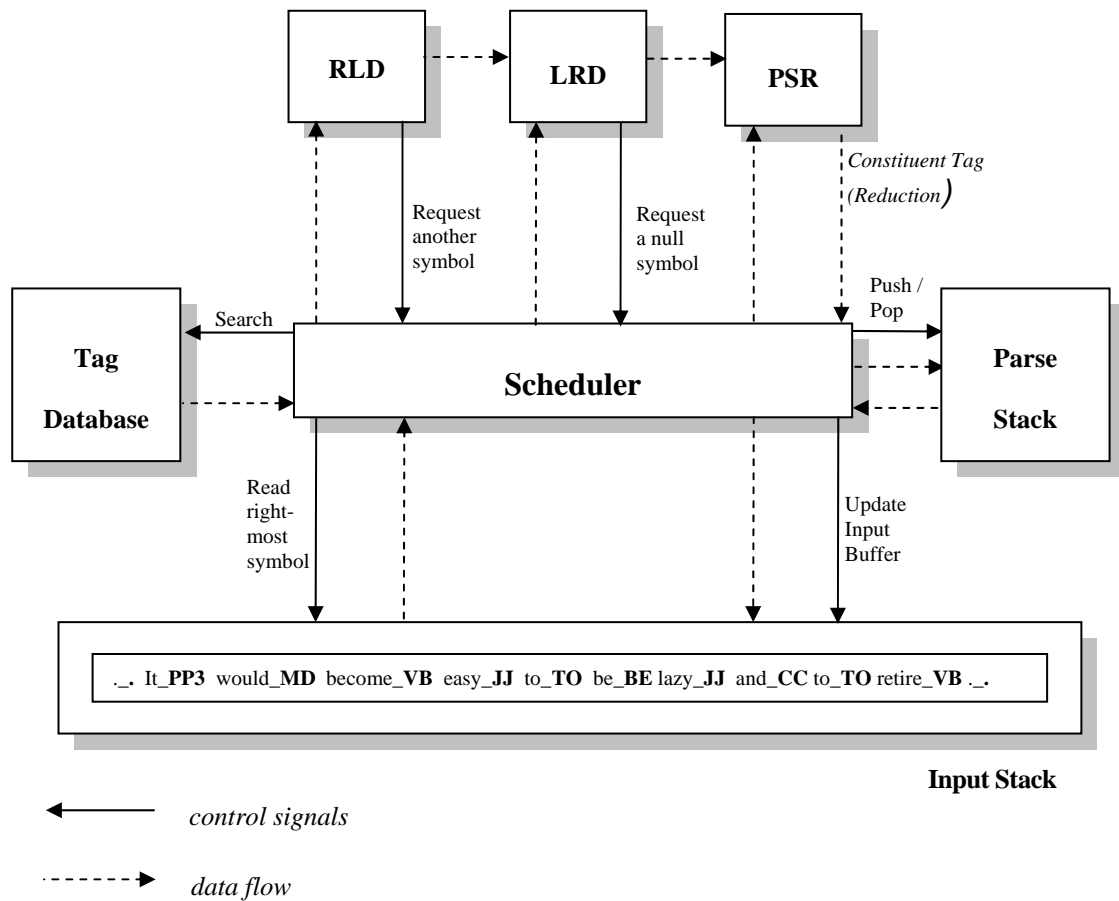 RLD
LRD
PSR
Constituent Tag
(Reduction)
Request
another
symbol
Request
a null
symbol
Push /
Pop
Search
Tag
Database
Scheduler
Parse
Stack
Read
right-
most
symbol
Update
Input
Buffer
._. It_PP3 would_MD become_VB easy_JJ to_TO be_BE lazy_JJ and_CC to_TO retire_VB ._.
Input Stack
control signals
data flow